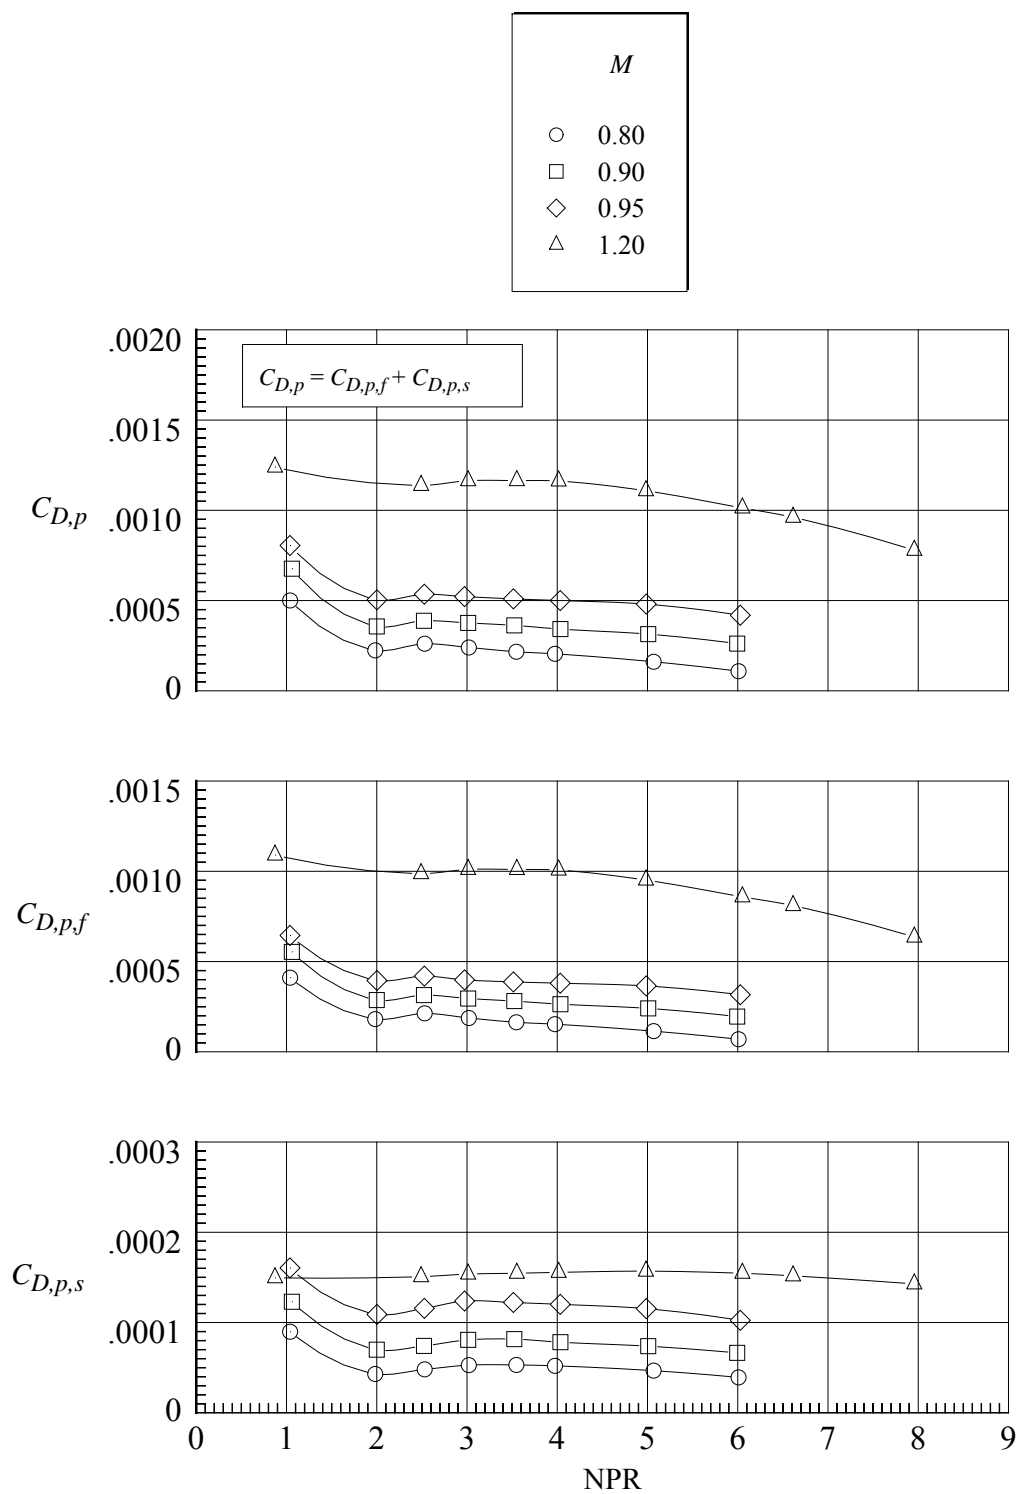 M
0.80
0.90
0.95
1.20
.0020
C_{D,p} = C_{D,p,f} + C_{D,p,s}
.0015
C_{D,p}
.0010
.0005
0
.0015
.0010
C_{D,p,f}
.0005
0
.0003
.0002
C_{D,p,s}
.0001
0
0 1 2 3 4 5 6 7 8 9
NPR